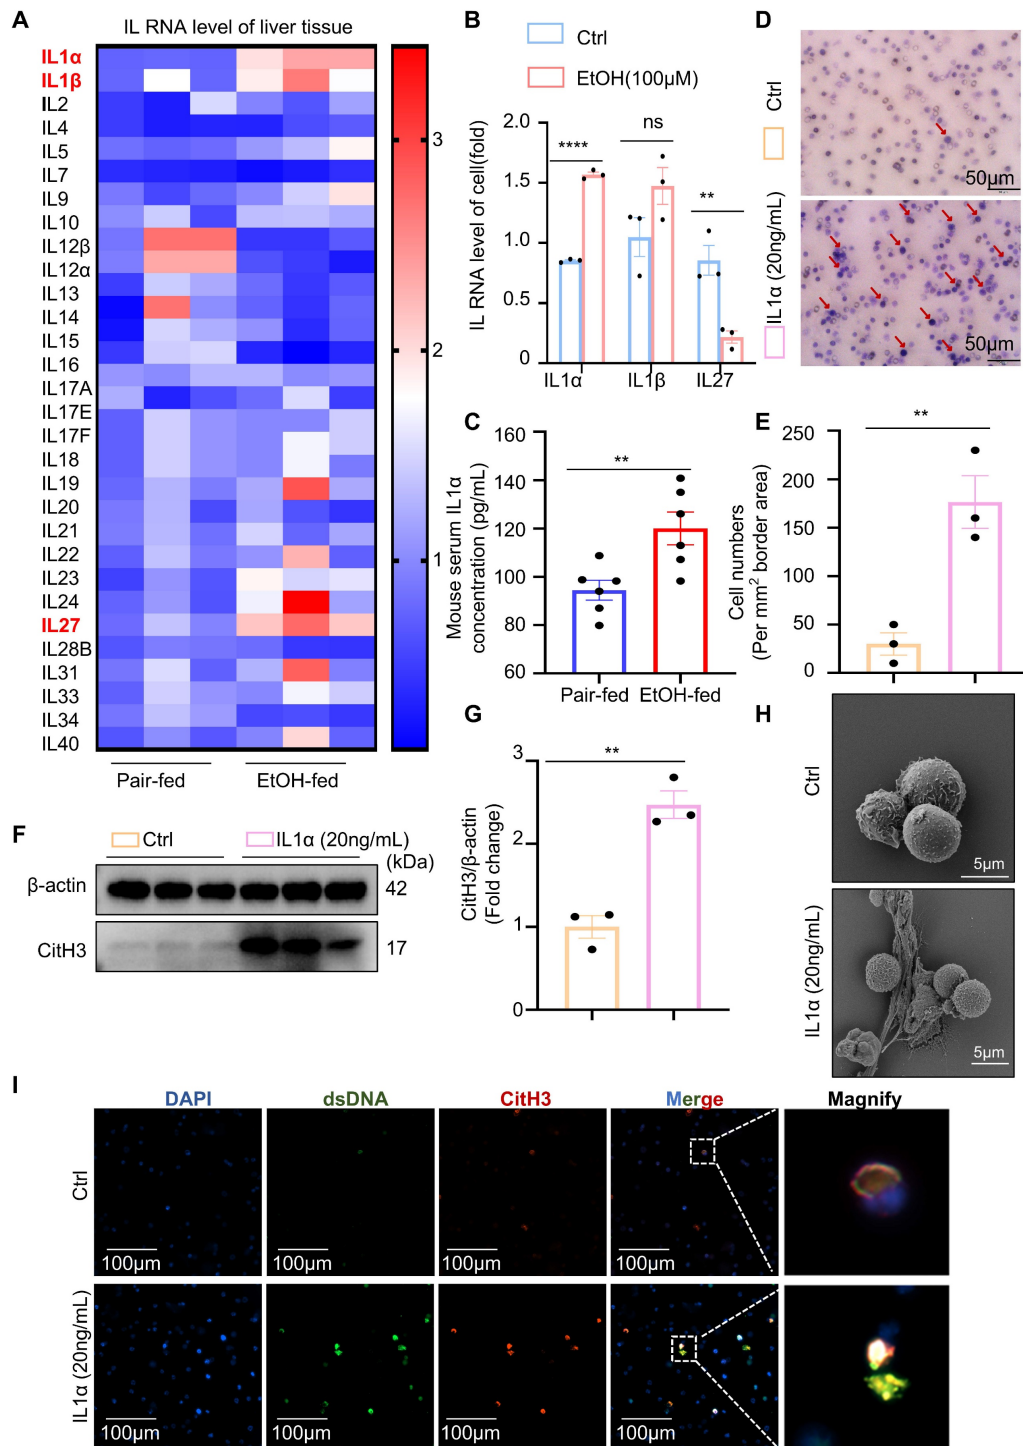 A
IL RNA level of liver tissue
IL1α
IL1β
IL2
IL4
IL5
IL7
IL9
IL10
IL12β
IL12α
IL13
IL14
IL15
IL16
IL17A
IL17E
IL17F
IL18
IL19
IL20
IL21
IL22
IL23
IL24
IL27
IL28B
IL31
IL33
IL34
IL40
Pair-fed
EtOH-fed
3
2
1
B
Ctrl
EtOH(100μM)
IL RNA level of cell(fold)
2.0
1.5
1.0
0.5
0
****
ns
**
IL1α
IL1β
IL27
C
Mouse serum IL1α
concentration (pg/mL)
160
140
120
100
80
60
**
Pair-fed
EtOH-fed
D
Ctrl
50μm
IL1α (20ng/mL)
50μm
E
Cell numbers
(Per mm² border area)
250
200
150
100
50
0
**
F
Ctrl
IL1α (20ng/mL)
(kDa)
β-actin
42
CitH3
17
G
CitH3/β-actin
(Fold change)
3
2
1
0
**
H
Ctrl
5μm
IL1α (20ng/mL)
5μm
I
DAPI
dsDNA
CitH3
Merge
Magnify
Ctrl
100μm
100μm
100μm
100μm
IL1α (20ng/mL)
100μm
100μm
100μm
100μm